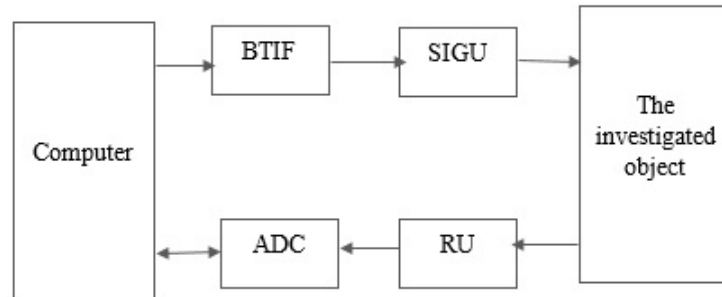 BTIF
SIGU
Computer
The
investigated
object
ADC
RU